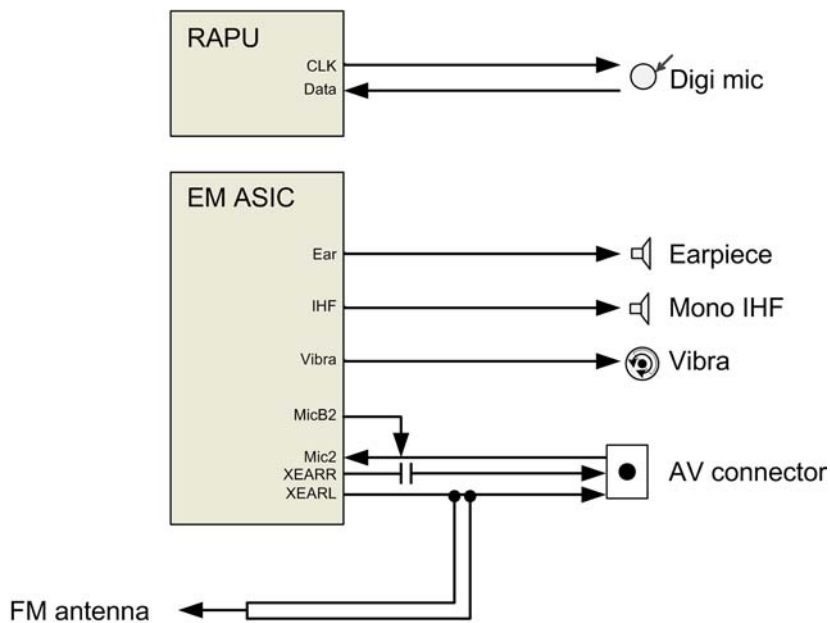 RAPU
CLK
Data
Digi mic
EM ASIC
Ear
Earpiece
IHF
Mono IHF
Vibra
Vibra
MicB2
Mic2
XEARR
XEARL
AV connector
FM antenna